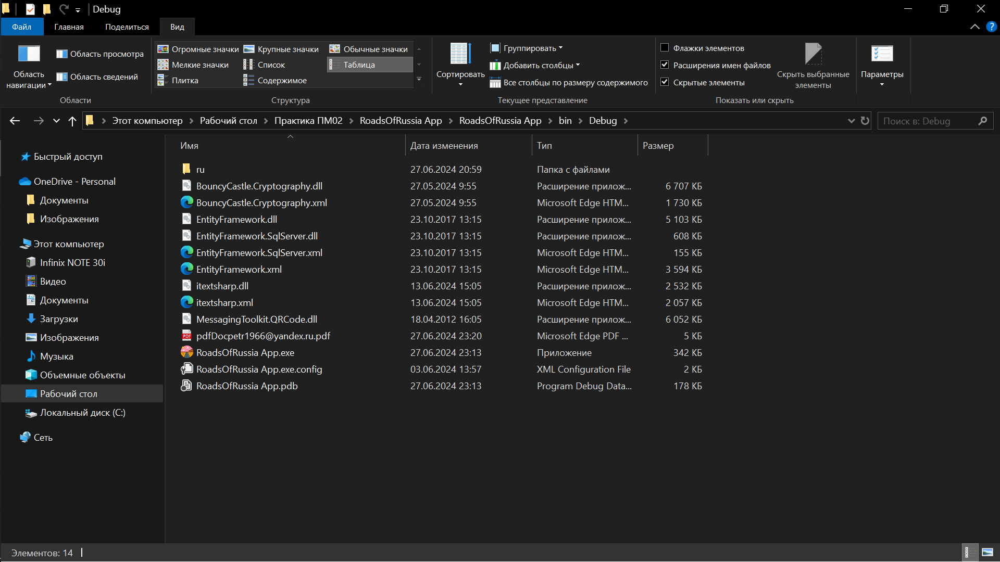 Debug
Файл Главная Поделиться Вид
Область навигации
Область просмотра
Область сведений
Области
Огромные значки Крупные значки Обычные значки
Мелкие значки Список Таблица
Плитка Содержимое
Структура
Сортировать
Группировать
Добавить столбцы
Все столбцы по размеру содержимого
Текущее представление
Флажки элементов
Расширения имен файлов
Скрытые элементы
Скрыть выбранные элементы
Показать или скрыть
Параметры
Этот компьютер Рабочий стол Практика ПМ02 RoadsOfRussia App RoadsOfRussia App bin Debug
Поиск в: Debug
Быстрый доступ
OneDrive - Personal
Документы
Изображения
Этот компьютер
Infinix NOTE 30i
Видео
Документы
Загрузки
Изображения
Музыка
Объемные объекты
Рабочий стол
Локальный диск (C:)
Сеть
Имя Дата изменения Тип Размер
ru 27.06.2024 20:59 Папка с файлами
BouncyCastle.Cryptography.dll 27.05.2024 9:55 Расширение прилож... 6 707 КБ
BouncyCastle.Cryptography.xml 27.05.2024 9:55 Microsoft Edge HTM... 1 730 КБ
EntityFramework.dll 23.10.2017 13:15 Расширение прилож... 5 103 КБ
EntityFramework.SqlServer.dll 23.10.2017 13:15 Расширение прилож... 608 КБ
EntityFramework.SqlServer.xml 23.10.2017 13:15 Microsoft Edge HTM... 155 КБ
EntityFramework.xml 23.10.2017 13:15 Microsoft Edge HTM... 3 594 КБ
itextsharp.dll 13.06.2024 15:05 Расширение прилож... 2 532 КБ
itextsharp.xml 13.06.2024 15:05 Microsoft Edge HTM... 2 057 КБ
MessagingToolkit.QRCode.dll 18.04.2012 16:05 Расширение прилож... 6 052 КБ
PDF pdfDocpetr1966@yandex.ru.pdf 27.06.2024 23:20 Microsoft Edge PDF ... 5 КБ
RoadsOfRussia App.exe 27.06.2024 23:13 Приложение 342 КБ
RoadsOfRussia App.exe.config 03.06.2024 13:57 XML Configuration File 2 КБ
RoadsOfRussia App.pdb 27.06.2024 23:13 Program Debug Data... 178 КБ
Элементов: 14